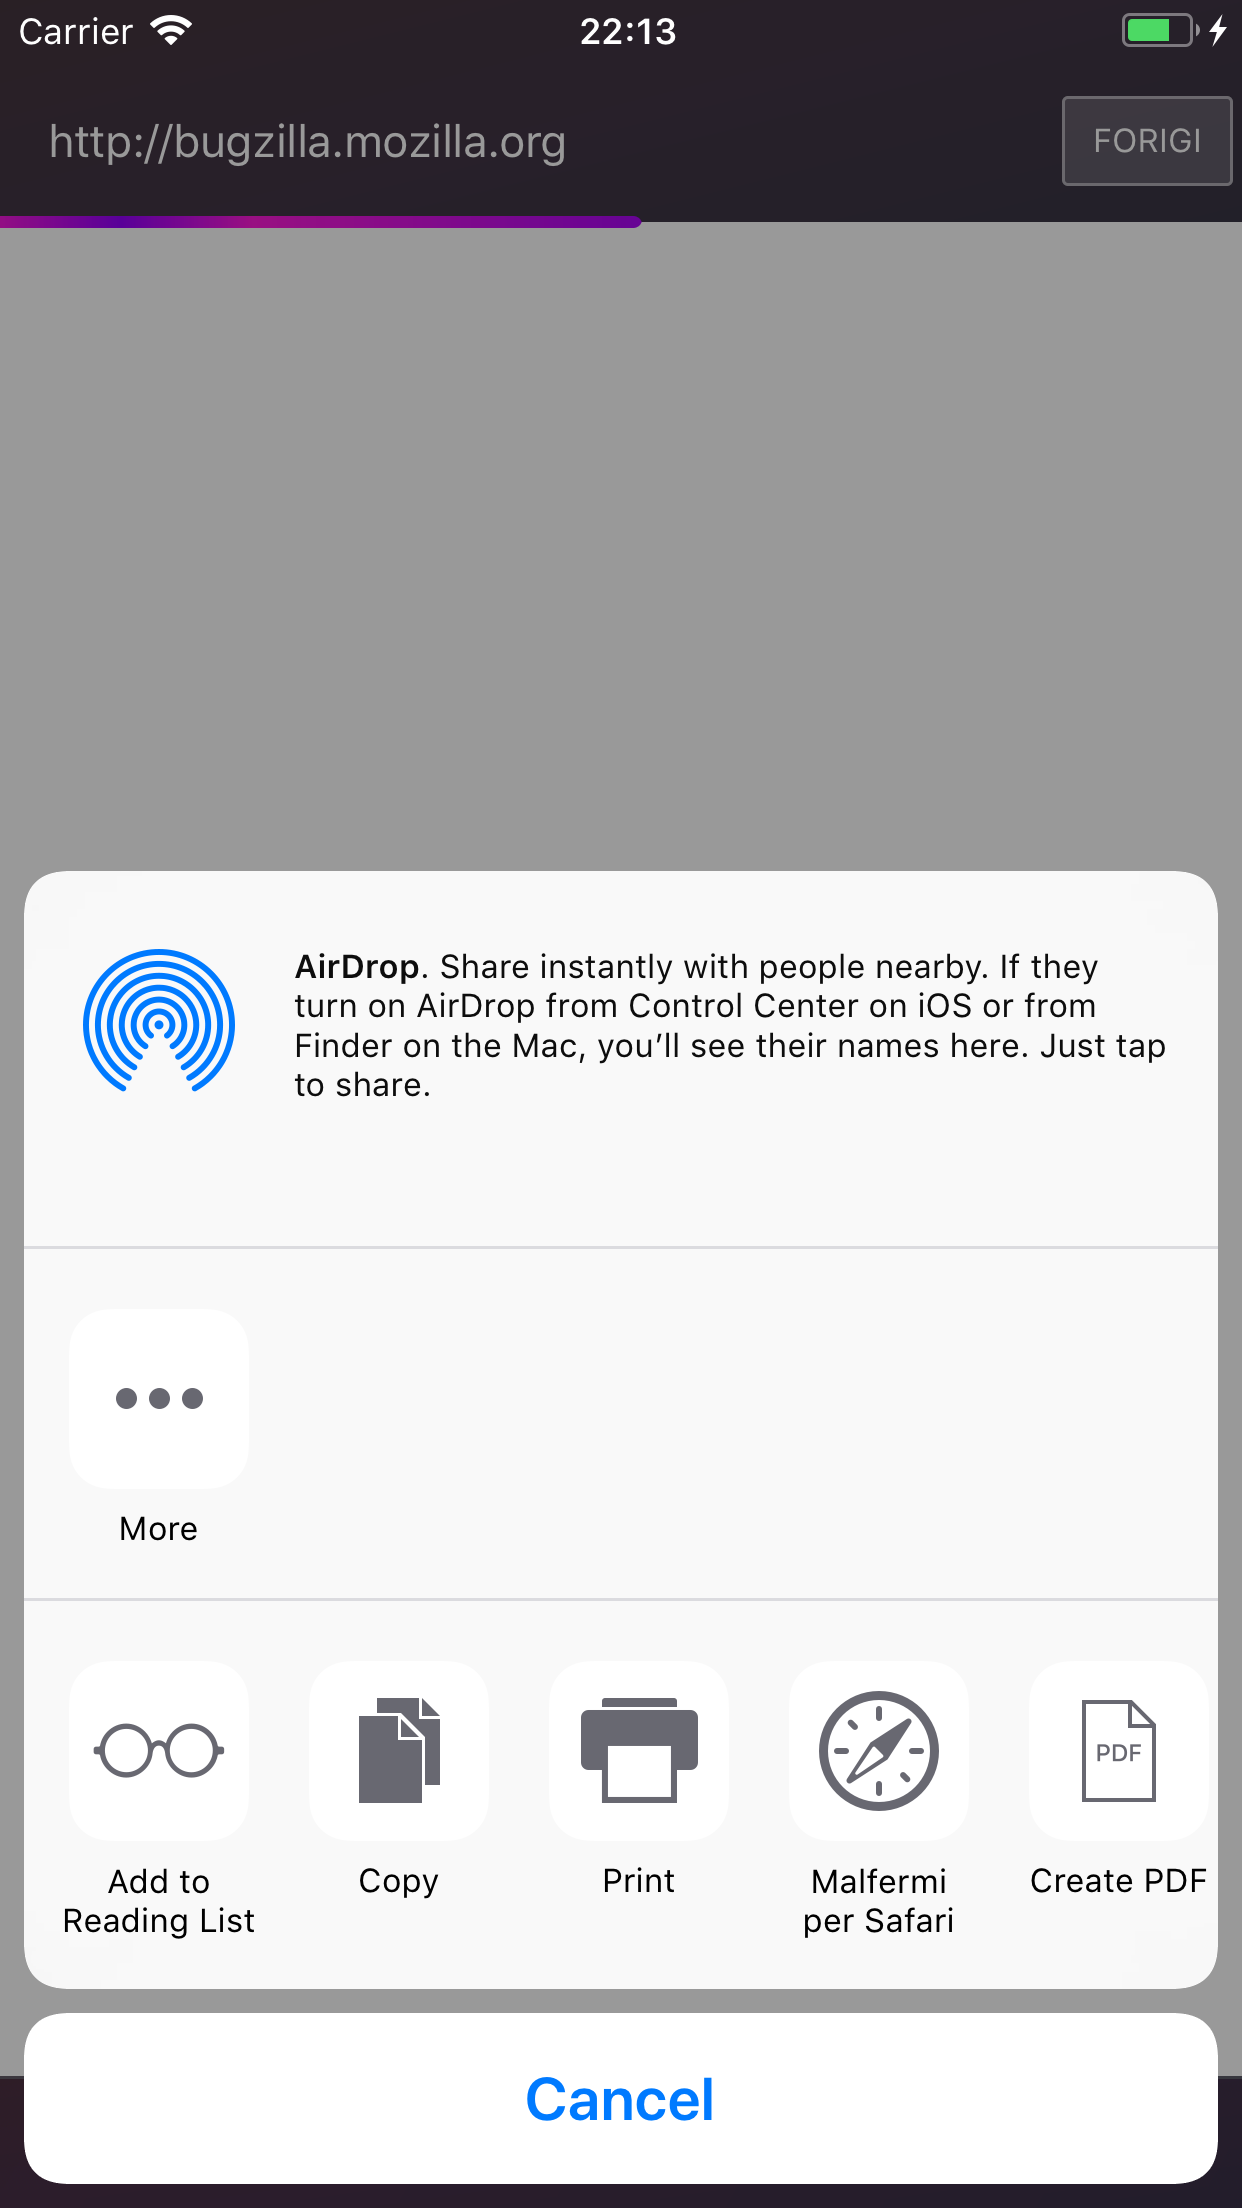 Carrier
22:13
http://bugzilla.mozilla.org
FORIGI
AirDrop. Share instantly with people nearby. If they
turn on AirDrop from Control Center on iOS or from
Finder on the Mac, you’ll see their names here. Just tap
to share.
More
PDF
Add to
Reading List
Copy
Print
Malfermi
per Safari
Create PDF
Cancel